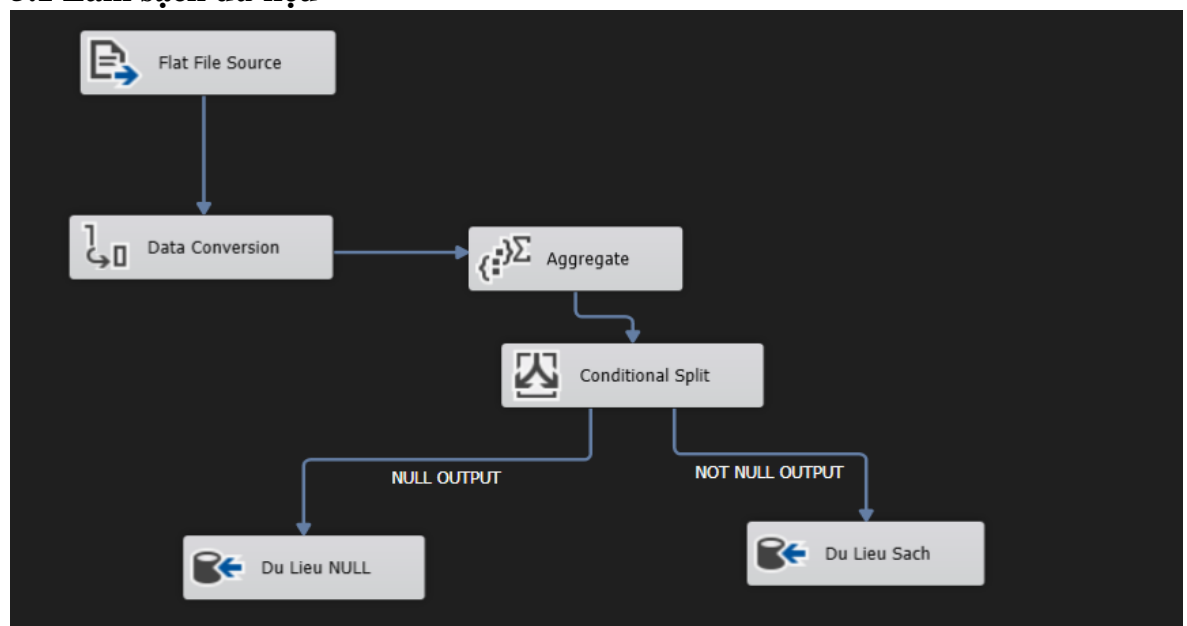 Flat File Source
Data Conversion
Aggregate
Conditional Split
NULL OUTPUT
NOT NULL OUTPUT
Du Lieu NULL
Du Lieu Sach